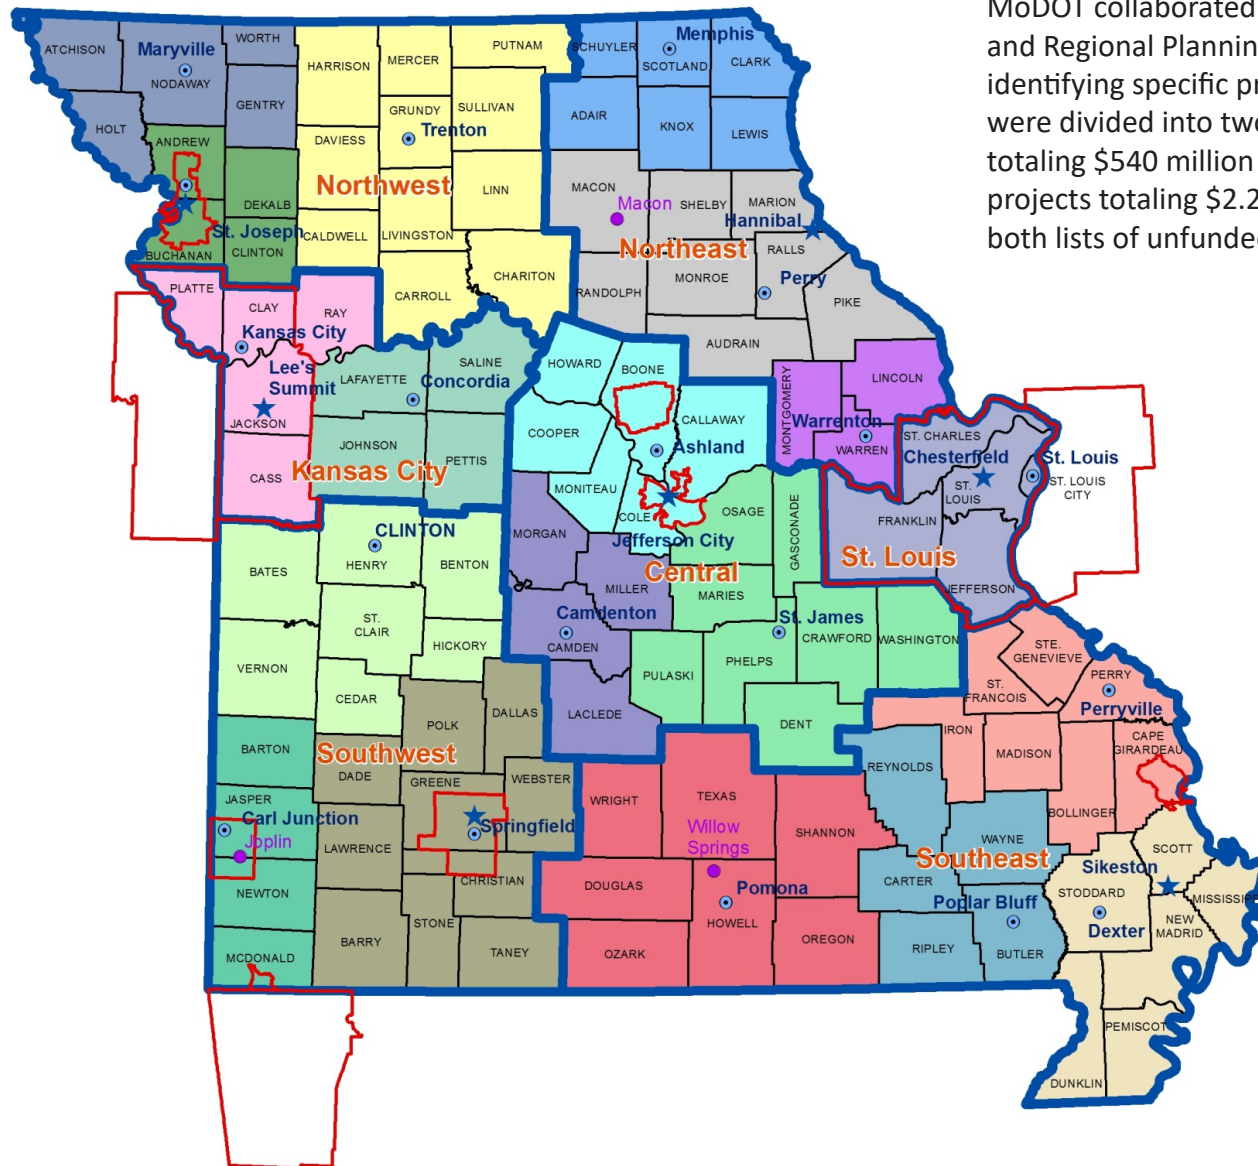 MoDOT collaborated
and Regional Plannin
identifying specific pr
were divided into two
totaling $540 million
projects totaling $2.2
both lists of unfunded
ATCHISON
Maryville
NODAWAY
WORTH
GENTRY
HOLT
ANDREW
DEKALB
St. Joseph
BUCHANAN
CLINTON
HARRISON
MERCER
PUTNAM
GRUNDY
SULLIVAN
Trenton
DAVIESS
Northwest
LINN
CALDWELL
LIVINGSTON
CARROLL
CHARITON
SCHUYLER
Memphis
SCOTLAND
CLARK
ADAIR
KNOX
LEWIS
MACON
Macon
SHELBY
MARION
Hannibal
Northeast
RALLS
MONROE
Perry
RANDOLPH
PIKE
AUDRAIN
PLATTE
CLAY
RAY
Kansas City
Lee's
Summit
JACKSON
CASS
LAFAYETTE
SALINE
Concordia
JOHNSON
PETTIS
Kansas City
HOWARD
BOONE
CALLAWAY
COOPER
Ashland
MONITEAU
COLE
Jefferson City
OSAGE
GASCONADE
MONTGOMERY
LINCOLN
Warrenton
WARREN
ST. CHARLES
Chesterfield
St. Louis
ST. LOUIS
CITY
ST.
LOUIS
FRANKLIN
St. Louis
JEFFERSON
MORGAN
MILLER
Central
MARIES
Camdenton
CAMDEN
St. James
CRAWFORD
WASHINGTON
PULASKI
PHELPS
LACLEDE
DENT
CLINTON
HENRY
BATES
BENTON
ST.
CLAIR
HICKORY
VERNON
CEDAR
POLK
DALLAS
BARTON
Southwest
DADE
GREENE
WEBSTER
JASPER
Carl Junction
Joplin
LAWRENCE
Springfield
CHRISTIAN
NEWTON
STONE
BARRY
TANEY
MCDONALD
WRIGHT
TEXAS
Willow
Springs
SHANNON
DOUGLAS
Pomona
HOWELL
OZARK
OREGON
STE.
GENEVIEVE
ST.
FRANCOIS
PERRY
Perryville
IRON
MADISON
CAPE
GIRARDEAU
REYNOLDS
BOLLINGER
WAYNE
Southeast
CARTER
SCOTT
Sikeston
STODDARD
MISSISSIPP
Poplar Bluff
NEW
MADRID
Dexter
RIPLEY
BUTLER
PEMISCOT
DUNKLIN